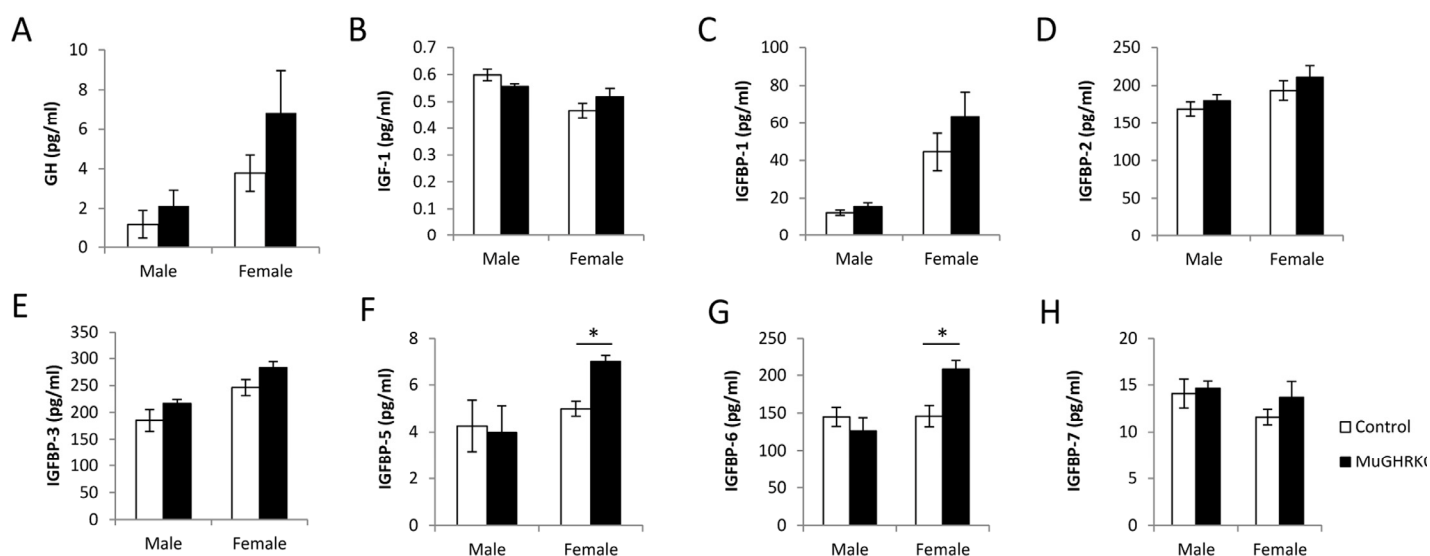 A
GH (pg/ml)
10
8
6
4
2
0
Male Female
B
IGF-1 (pg/ml)
0.7
0.6
0.5
0.4
0.3
0.2
0.1
0
Male Female
C
IGFBP-1 (pg/ml)
100
80
60
40
20
0
Male Female
D
IGFBP-2 (pg/ml)
250
200
150
100
50
0
Male Female
E
IGFBP-3 (pg/ml)
350
300
250
200
150
100
50
0
Male Female
F
IGFBP-5 (pg/ml)
8
6
4
2
0
*
Male Female
G
IGFBP-6 (pg/ml)
250
200
150
100
50
0
*
Male Female
H
IGFBP-7 (pg/ml)
20
15
10
5
0
Male Female
Control
MuGHRK